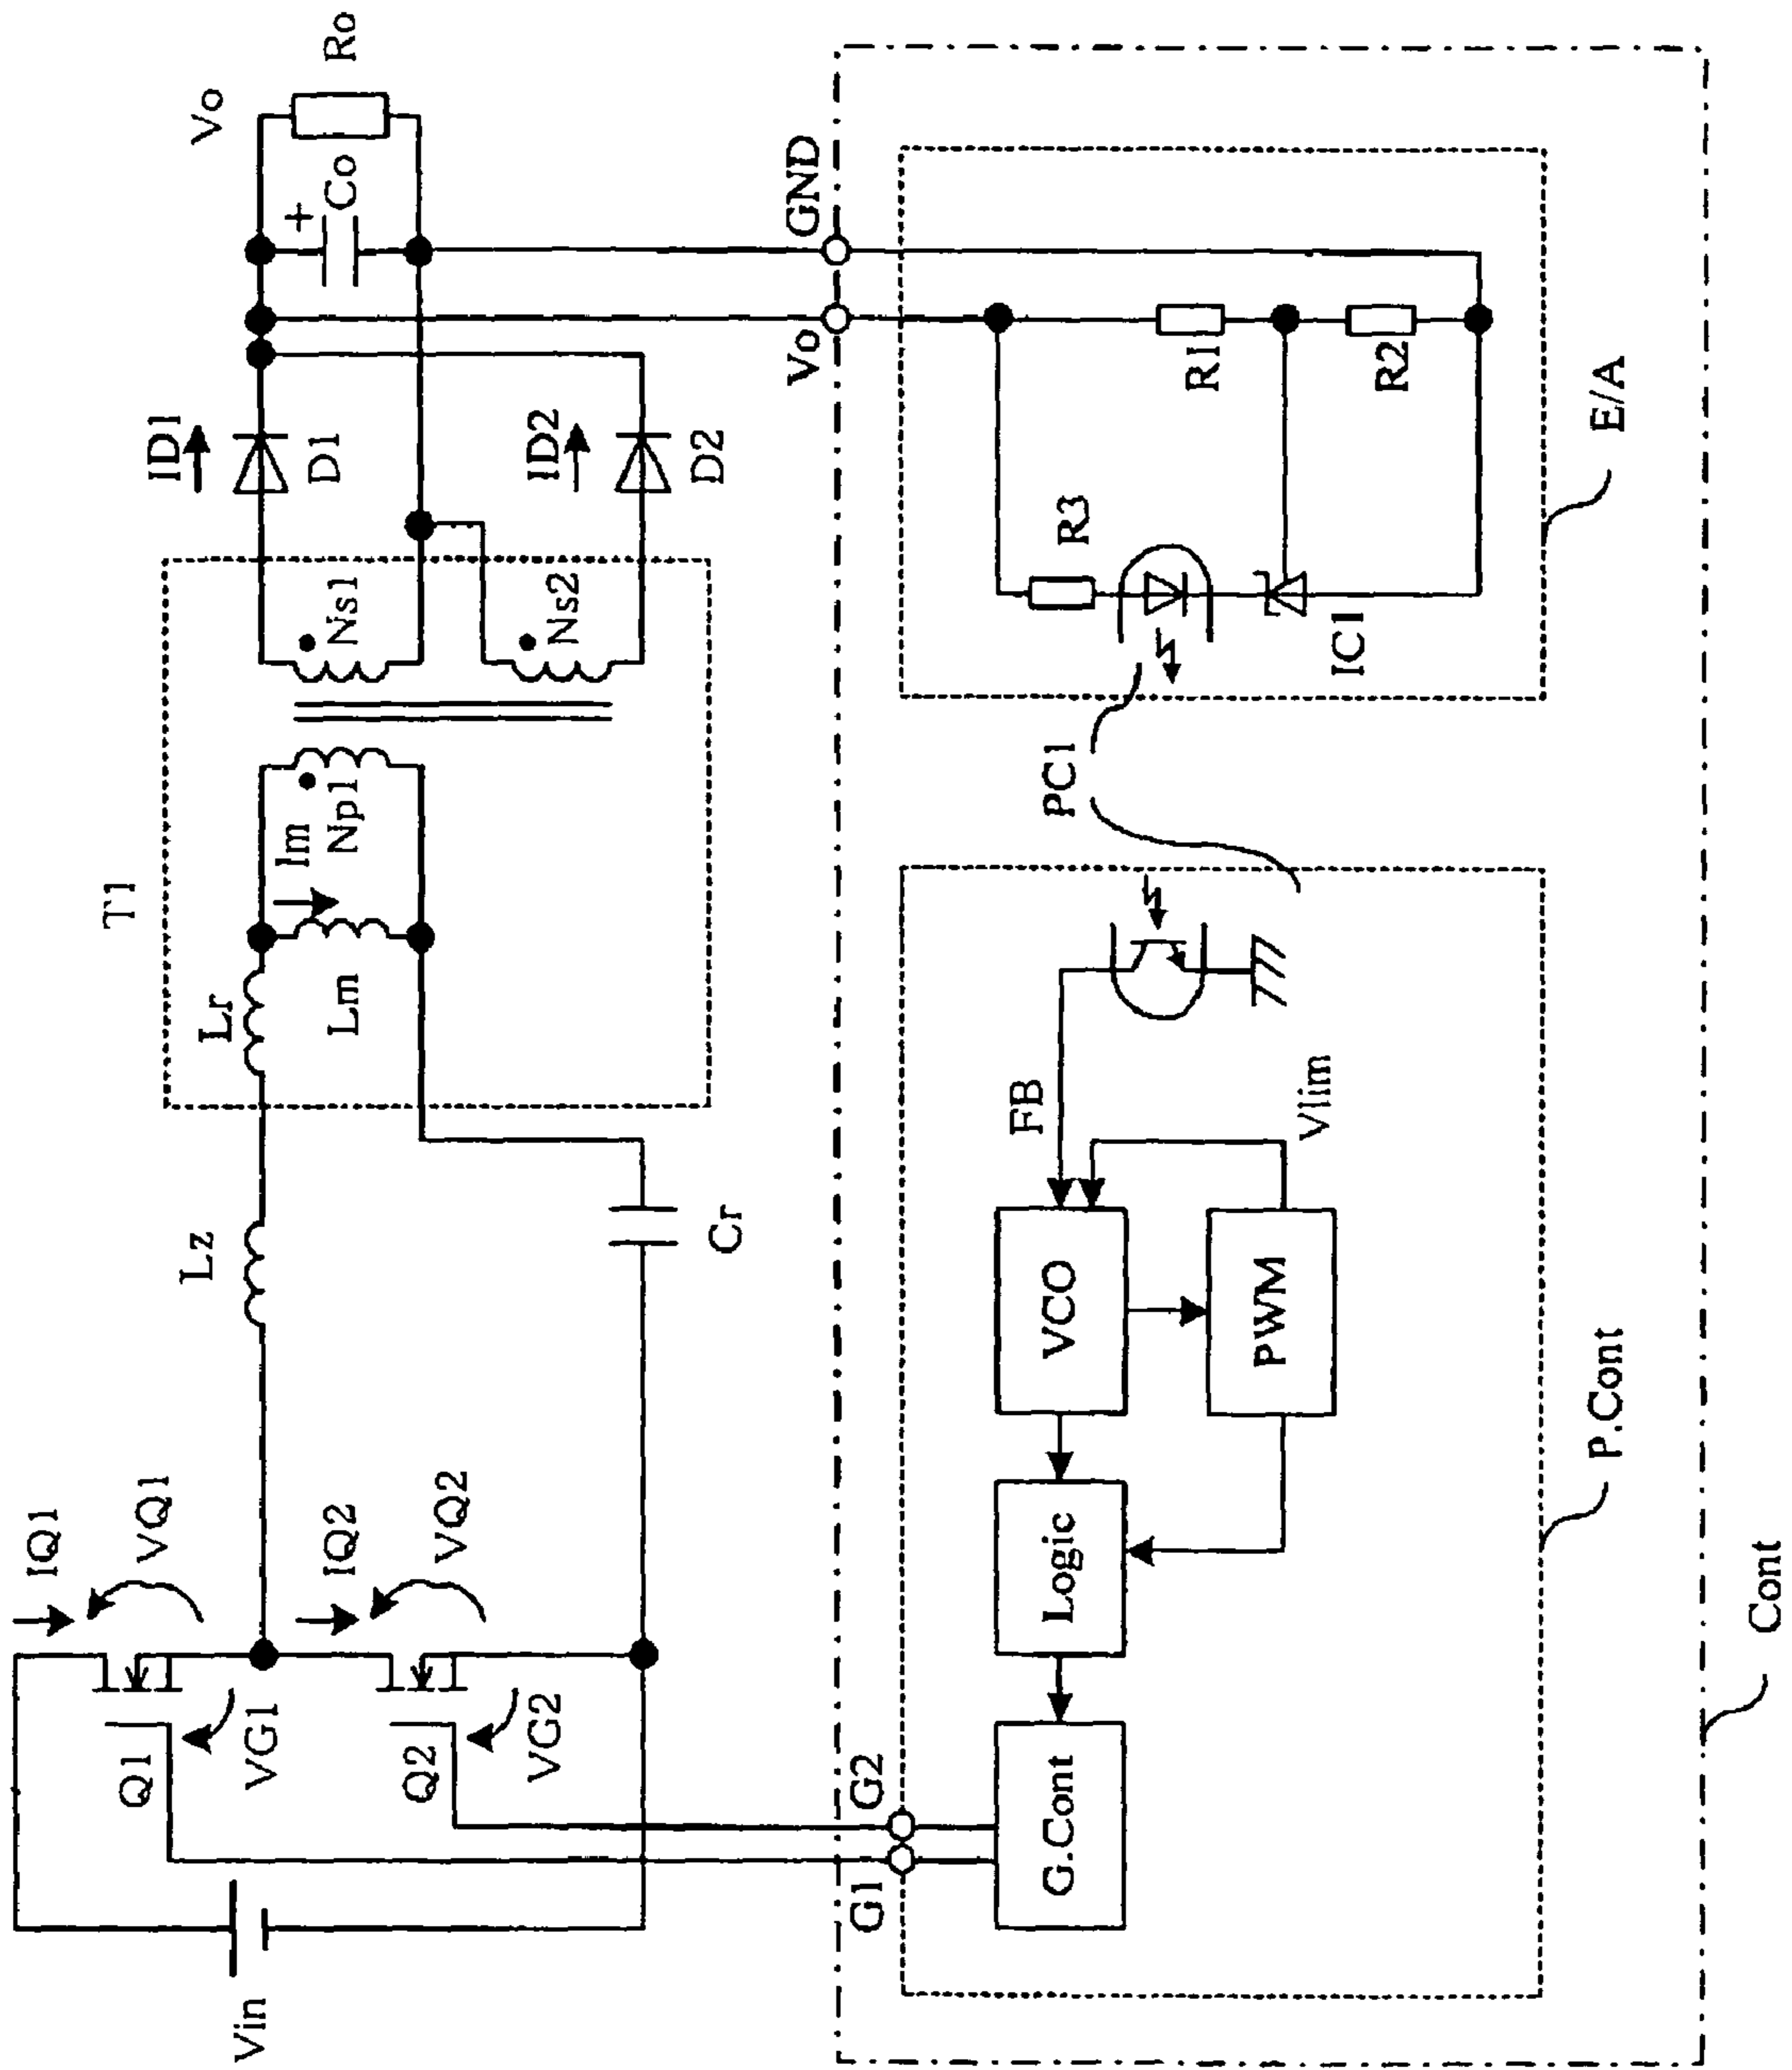 Vin
Q1
VG1
IQ1
VQ1
Q2
VG2
IQ2
VQ2
Lz
Cr
T1
Lr
Lm
Im
Np1
Ns1
Ns2
ID1
D1
ID2
D2
Vo
Co
+
Ro
G1
G2
Vo
GND
G.Cont
Logic
VCO
PWM
FB
Vlim
PC1
R3
IC1
R1
R2
E/A
P.Cont
Cont